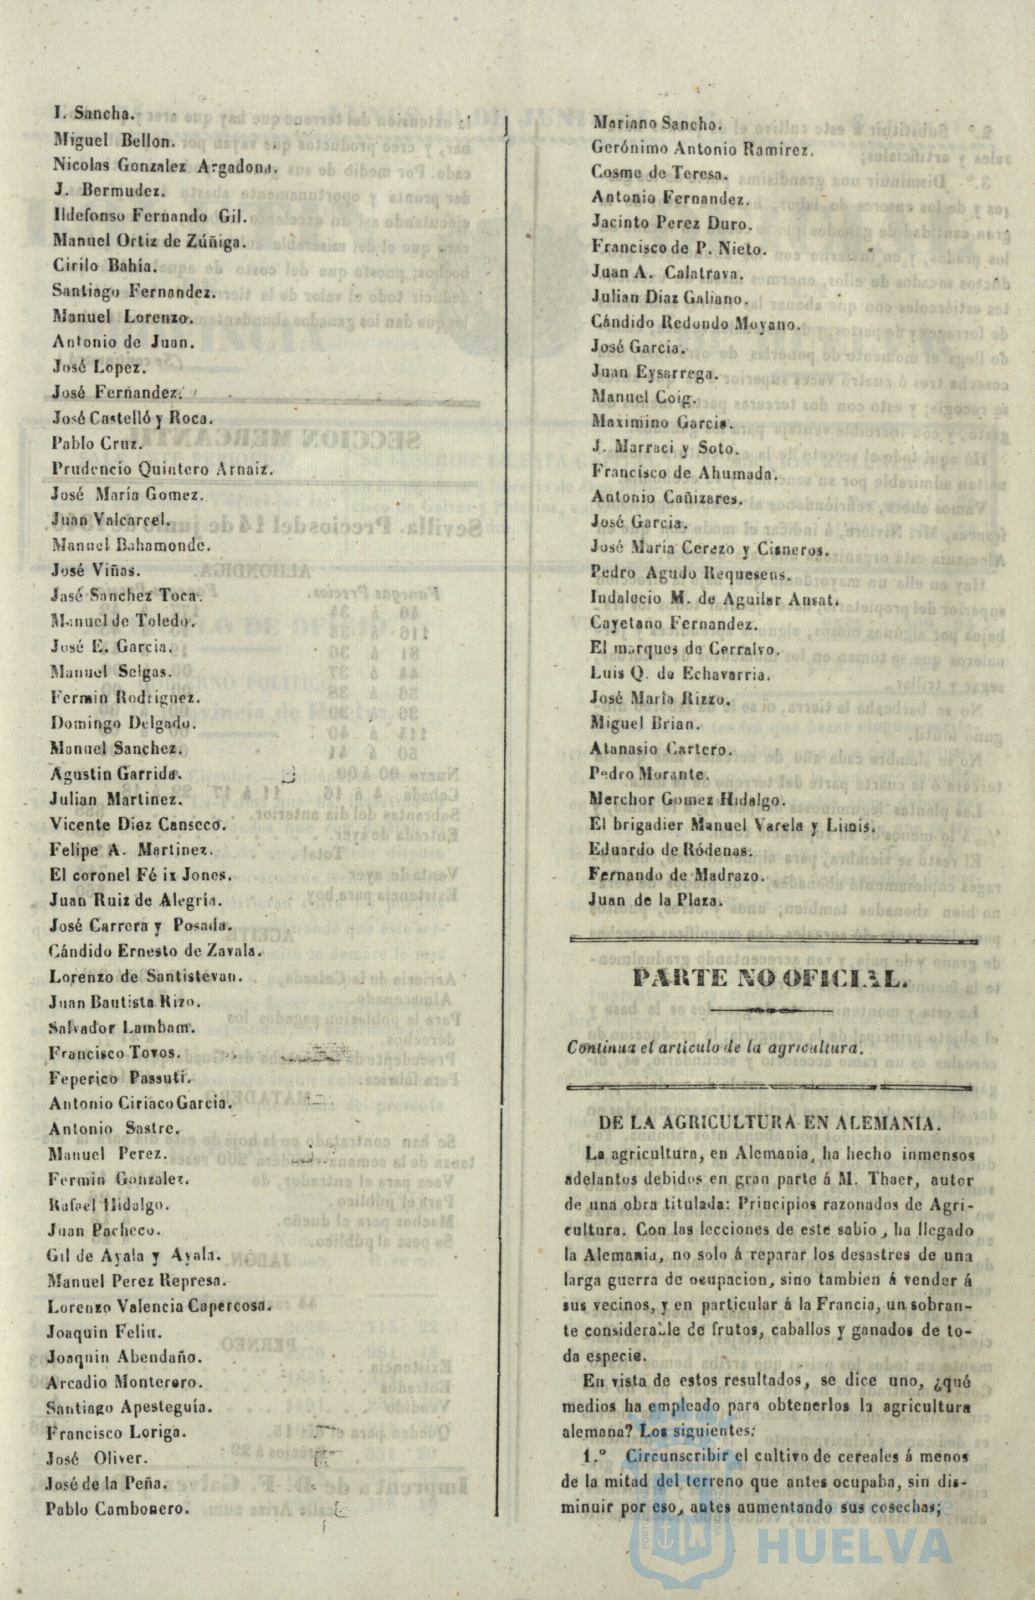 I. Sancha.
Miguel Bellon.
Nicolas Gonzalez Argadona.
J. Bermudez.
Ildefonso Fernando Gil.
Manuel Ortiz de Zúñiga.
Cirilo Bahía.
Santiago Fernandez.
Manuel Lorenzo.
Antonio de Juan.
José Lopez.
José Fernandez.
José Castelló y Roca.
Pablo Cruz.
Prudencio Quintero Arnaiz.
José María Gomez.
Juan Valcarcel.
Manuel Bahamonde.
José Viñas.
Jasé Sanchez Toca.
Manuel de Toledo.
José E. Garcia.
Manuel Selgas.
Fermin Rodriguez.
Domingo Delgado.
Manuel Sanchez.
Agustin Garrido.
Julian Martinez.
Vicente Diez Canseco.
Felipe A. Martinez.
El coronel Fé ix Jones.
Juan Ruiz de Alegría.
José Carrera y Posada.
Cándido Ernesto de Zavala.
Lorenzo de Santistevan.
Juan Bautista Rizo.
Salvador Lambam.
Francisco Tovos.
Feperico Passuti.
Antonio Ciriaco Garcia.
Antonio Sastre.
Manuel Perez.
Fermin Gonzalez.
Rafael Hidalgo.
Juan Pacheco.
Gil de Ayala y Ayala.
Manuel Perez Represa.
Lorenzo Valencia Capercosa.
Joaquin Feliu.
Joaquin Abendaño.
Arcadio Monterero.
Santiago Apesteguía.
Francisco Loriga.
José Oliver.
José de la Peña.
Pablo Cambonero.
Mariano Sancho.
Gerónimo Antonio Ramirez.
Cosme de Teresa.
Antonio Fernandez.
Jacinto Perez Duro.
Francisco de P. Nieto.
Juan A. Calatrava.
Julian Diaz Galiano.
Cándido Redondo Moyano.
José Garcia.
Juan Eysarrega.
Manuel Coig.
Maximino Garcia.
J. Marraci y Soto.
Francisco de Ahumada.
Antonio Cañizares.
José Garcia.
José María Cerezo y Cisneros.
Pedro Agudo Requesens.
Indalecio M. de Aguilar Ansat.
Cayetano Fernandez.
El marques de Cerralvo.
Luis Q. de Echavarria.
José María Rizzo.
Miguel Brian.
Atanasio Cartero.
Pedro Morante.
Merchor Gomez Hidalgo.
El brigadier Manuel Varela y Limis.
Eduardo de Ródenas.
Fernando de Madrazo.
Juan de la Plaza.
PARTE NO OFICIAL.
Continua el articulo de la agricultura.
DE LA AGRICULTURA EN ALEMANIA.
La agricultura, en Alemania, ha hecho inmensos
adelantos debidos en gran parte á M. Thaer, autor
de una obra titulada: Principios razonados de Agri-
cultura. Con las lecciones de este sabio, ha llegado
la Alemania, no solo á reparar los desastres de una
larga guerra de ocupacion, sino tambien á vender á
sus vecinos, y en particular á la Francia, un sobran-
te considerable de frutos, caballos y ganados de to-
da especie.
En vista de estos resultados, se dice uno, ¿qué
medios ha empleado para obtenerlos la agricultura
alemana? Los siguientes:
1.º Circunscribir el cultivo de cereales á menos
de la mitad del terreno que antes ocupaba, sin dis-
minuir por eso, antes aumentando sus cosechas;
HUELVA